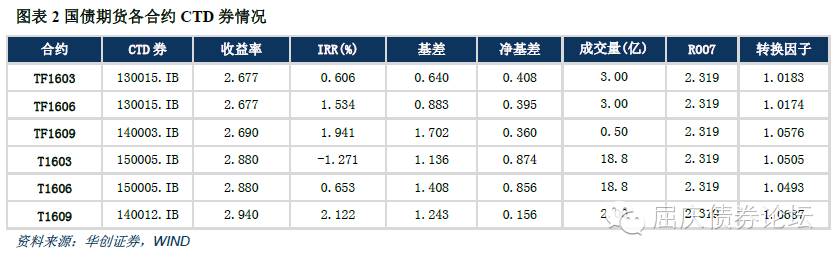 图表 2 国债期货各合约 CTD 券情况
合约 CTD 券 收益率 IRR(%) 基差 净基差 成交量(亿) R007 转换因子
TF1603 130015.IB 2.677 0.606 0.640 0.408 3.00 2.319 1.0183
TF1606 130015.IB 2.677 1.534 0.883 0.395 3.00 2.319 1.0174
TF1609 140003.IB 2.690 1.941 1.702 0.360 0.50 2.319 1.0576
T1603 150005.IB 2.880 -1.271 1.136 0.874 18.8 2.319 1.0505
T1606 150005.IB 2.880 0.653 1.408 0.856 18.8 2.319 1.0493
T1609 140012.IB 2.940 2.122 1.243 0.156 2.319 1.0687
屈庆债券论坛
资料来源：华创证券，WIND